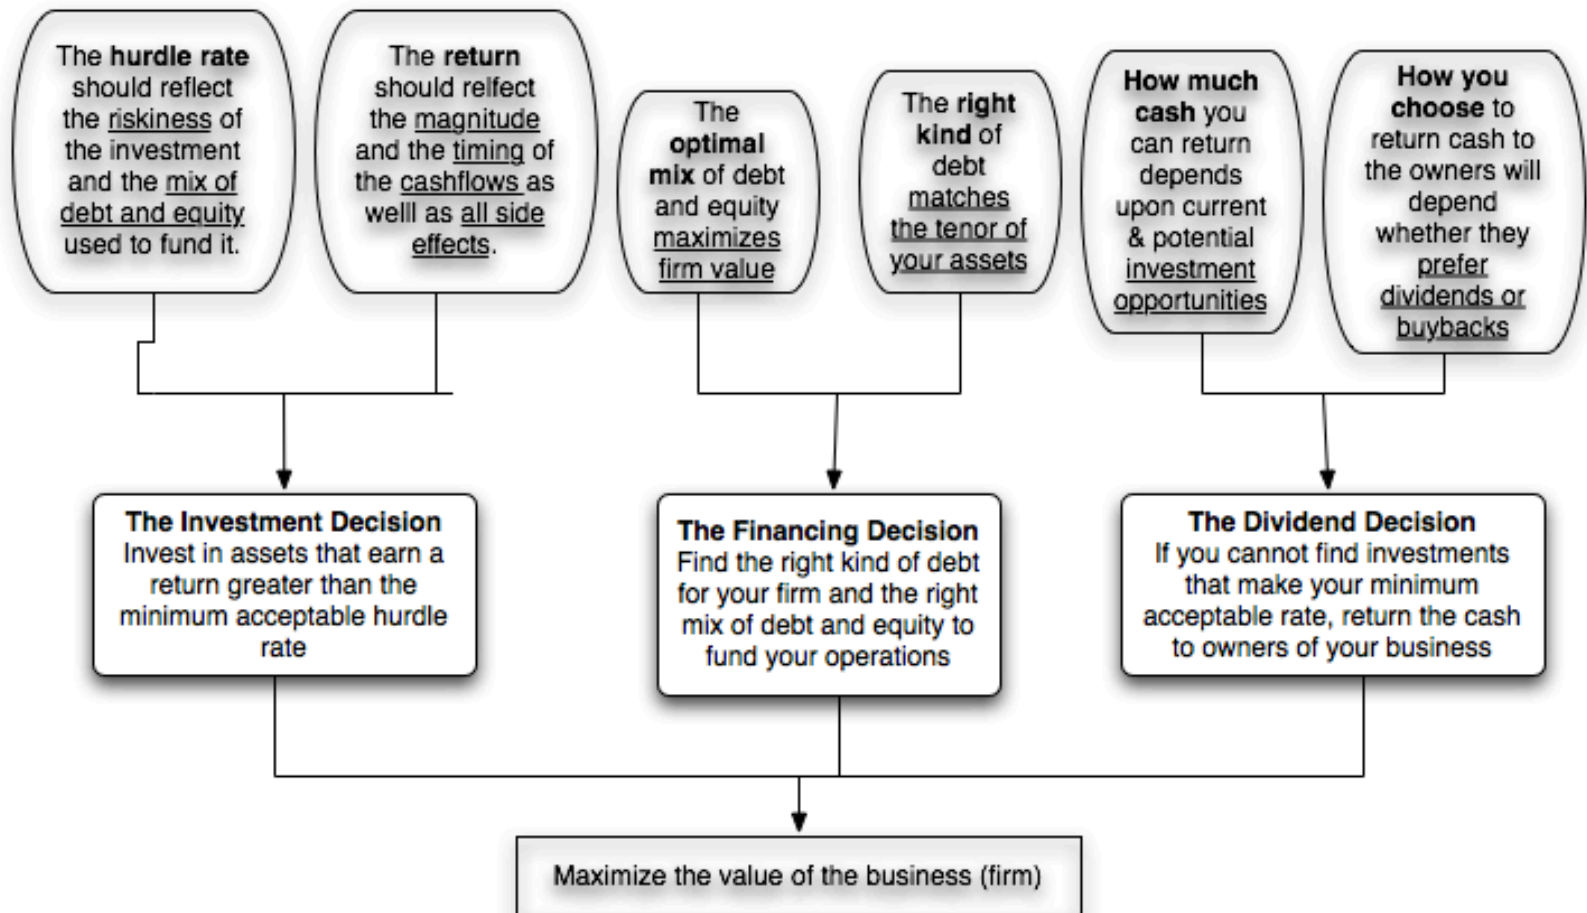 The hurdle rate
should reflect
the riskiness of
the investment
and the mix of
debt and equity
used to fund it.
The return
should relfect
the magnitude
and the timing of
the cashflows as
welll as all side
effects.
The
optimal
mix of debt
and equity
maximizes
firm value
The right
kind of
debt
matches
the tenor of
your assets
How much
cash you
can return
depends
upon current
& potential
investment
opportunities
How you
choose to
return cash to
the owners will
depend
whether they
prefer
dividends or
buybacks
The Investment Decision
Invest in assets that earn a
return greater than the
minimum acceptable hurdle
rate
The Financing Decision
Find the right kind of debt
for your firm and the right
mix of debt and equity to
fund your operations
The Dividend Decision
If you cannot find investments
that make your minimum
acceptable rate, return the cash
to owners of your business
Maximize the value of the business (firm)